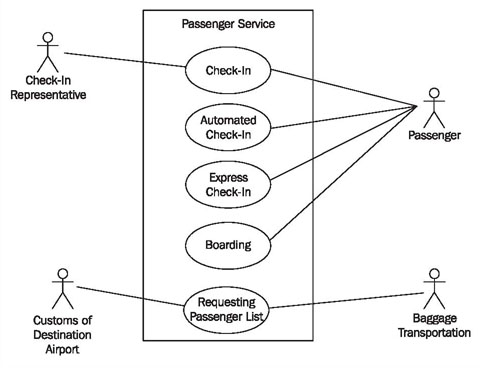 Passenger Service
Check-In
Representative
Check-In
Automated
Check-In
Express
Check-In
Boarding
Requesting
Passenger List
Passenger
Customs of
Destination
Airport
Baggage
Transportation